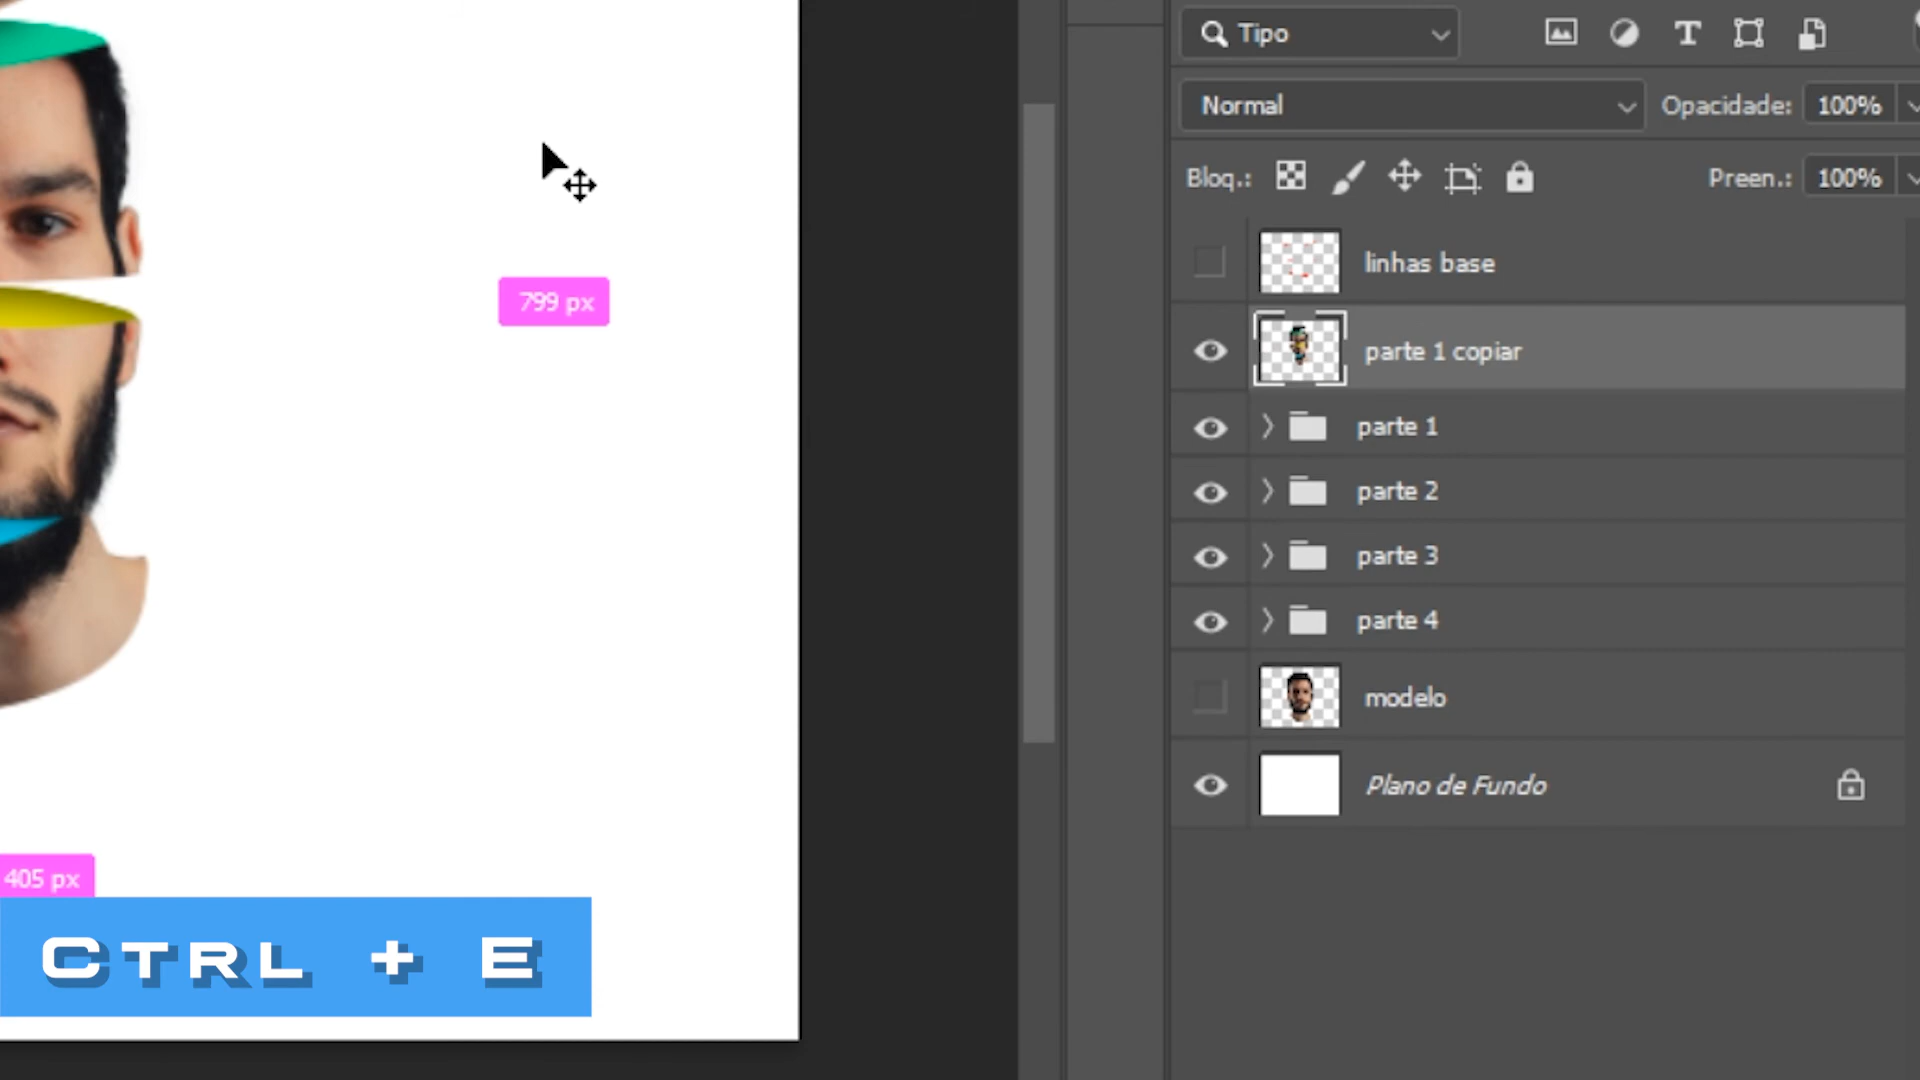 Tipo
Normal
Opacidade: 100%
Bloq.:
Preen.: 100%
linhas base
799 px
parte 1 copiar
parte 1
parte 2
parte 3
parte 4
modelo
Plano de Fundo
405 px
CTRL + E